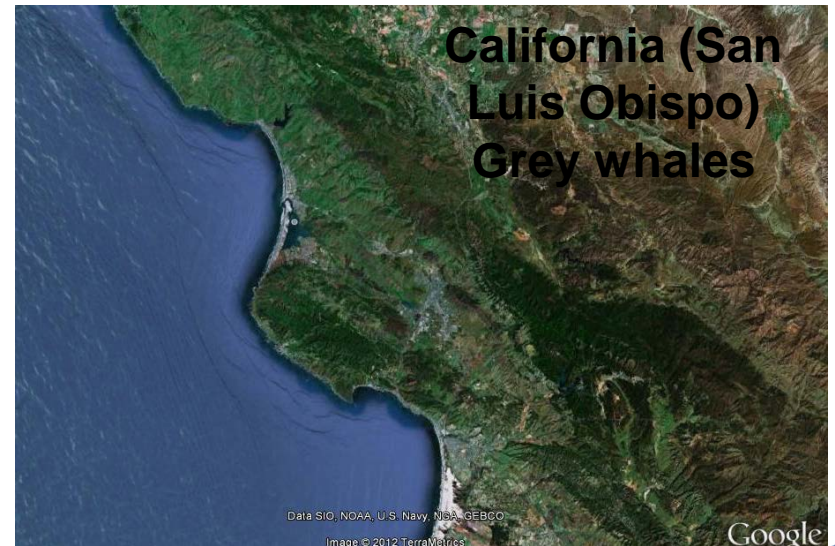 California (San
Luis Obispo)
Grey whales
Data SIO, NOAA, U.S. Navy, NGA, GEBCO
Image © 2012 TerraMetrics
Google